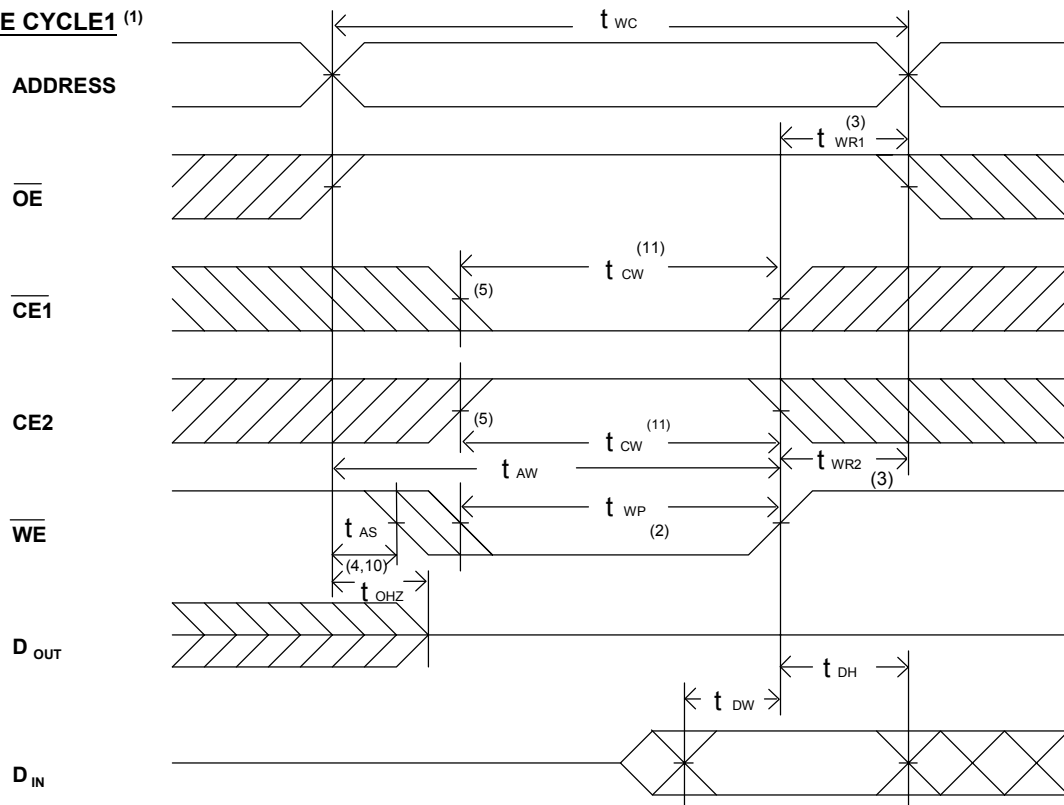 E CYCLE1 (1)
t WC
ADDRESS
(3)
t WR1
OE
(11)
t CW
(5)
CE1
CE2
(5)
t CW (11)
t AW
t WR2
(3)
WE
t AS
t WP
(2)
(4,10)
t OHZ
D OUT
t DH
t DW
D IN